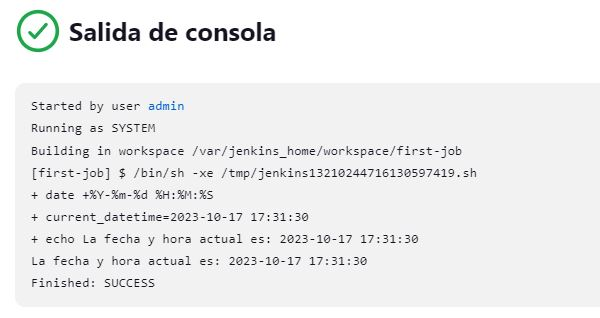 Salida de consola
Started by user admin
Running as SYSTEM
Building in workspace /var/jenkins_home/workspace/first-job
[first-job] $ /bin/sh -xe /tmp/jenkins13210244716130597419.sh
+ date +%Y-%m-%d %H:%M:%S
+ current_datetime=2023-10-17 17:31:30
+ echo La fecha y hora actual es: 2023-10-17 17:31:30
La fecha y hora actual es: 2023-10-17 17:31:30
Finished: SUCCESS